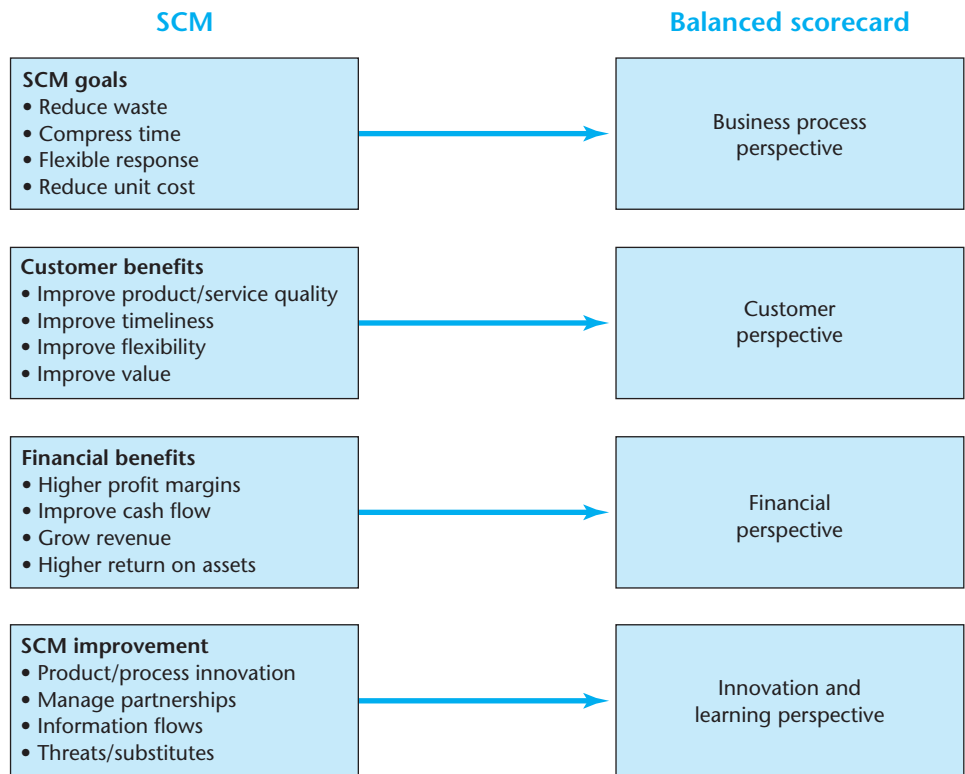 SCM
Balanced scorecard
SCM goals
• Reduce waste
• Compress time
• Flexible response
• Reduce unit cost
Business process
perspective
Customer benefits
• Improve product/service quality
• Improve timeliness
• Improve flexibility
• Improve value
Customer
perspective
Financial benefits
• Higher profit margins
• Improve cash flow
• Grow revenue
• Higher return on assets
Financial
perspective
SCM improvement
• Product/process innovation
• Manage partnerships
• Information flows
• Threats/substitutes
Innovation and
learning perspective